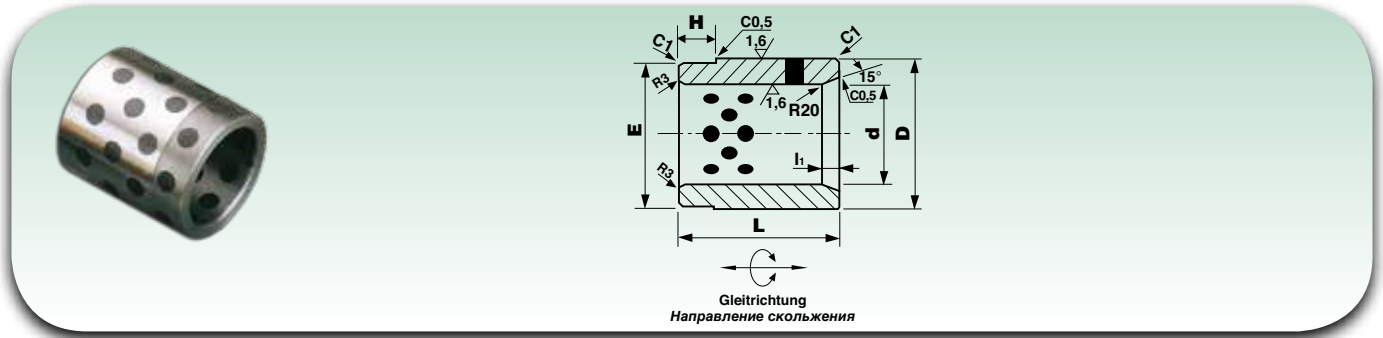 H
C0,5
C1
1,6
C1
R3
15°
C0,5
1,6
R20
E
d
D
l1
R3
L
Gleitrichtung
Направление скольжения